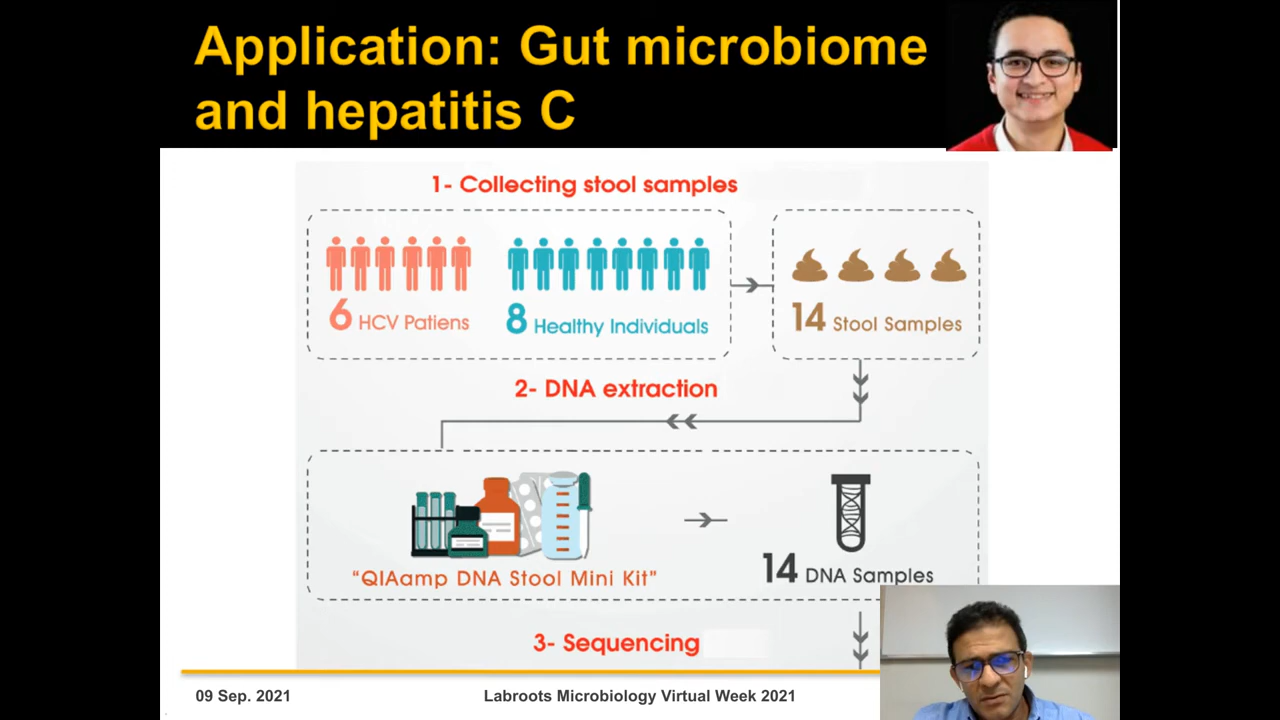 Application: Gut microbiome
and hepatitis C
1- Collecting stool samples
6 HCV Patiens
8 Healthy Individuals
14 Stool Samples
2- DNA extraction
“QIAamp DNA Stool Mini Kit”
14 DNA Samples
3- Sequencing
09 Sep. 2021
Labroots Microbiology Virtual Week 2021